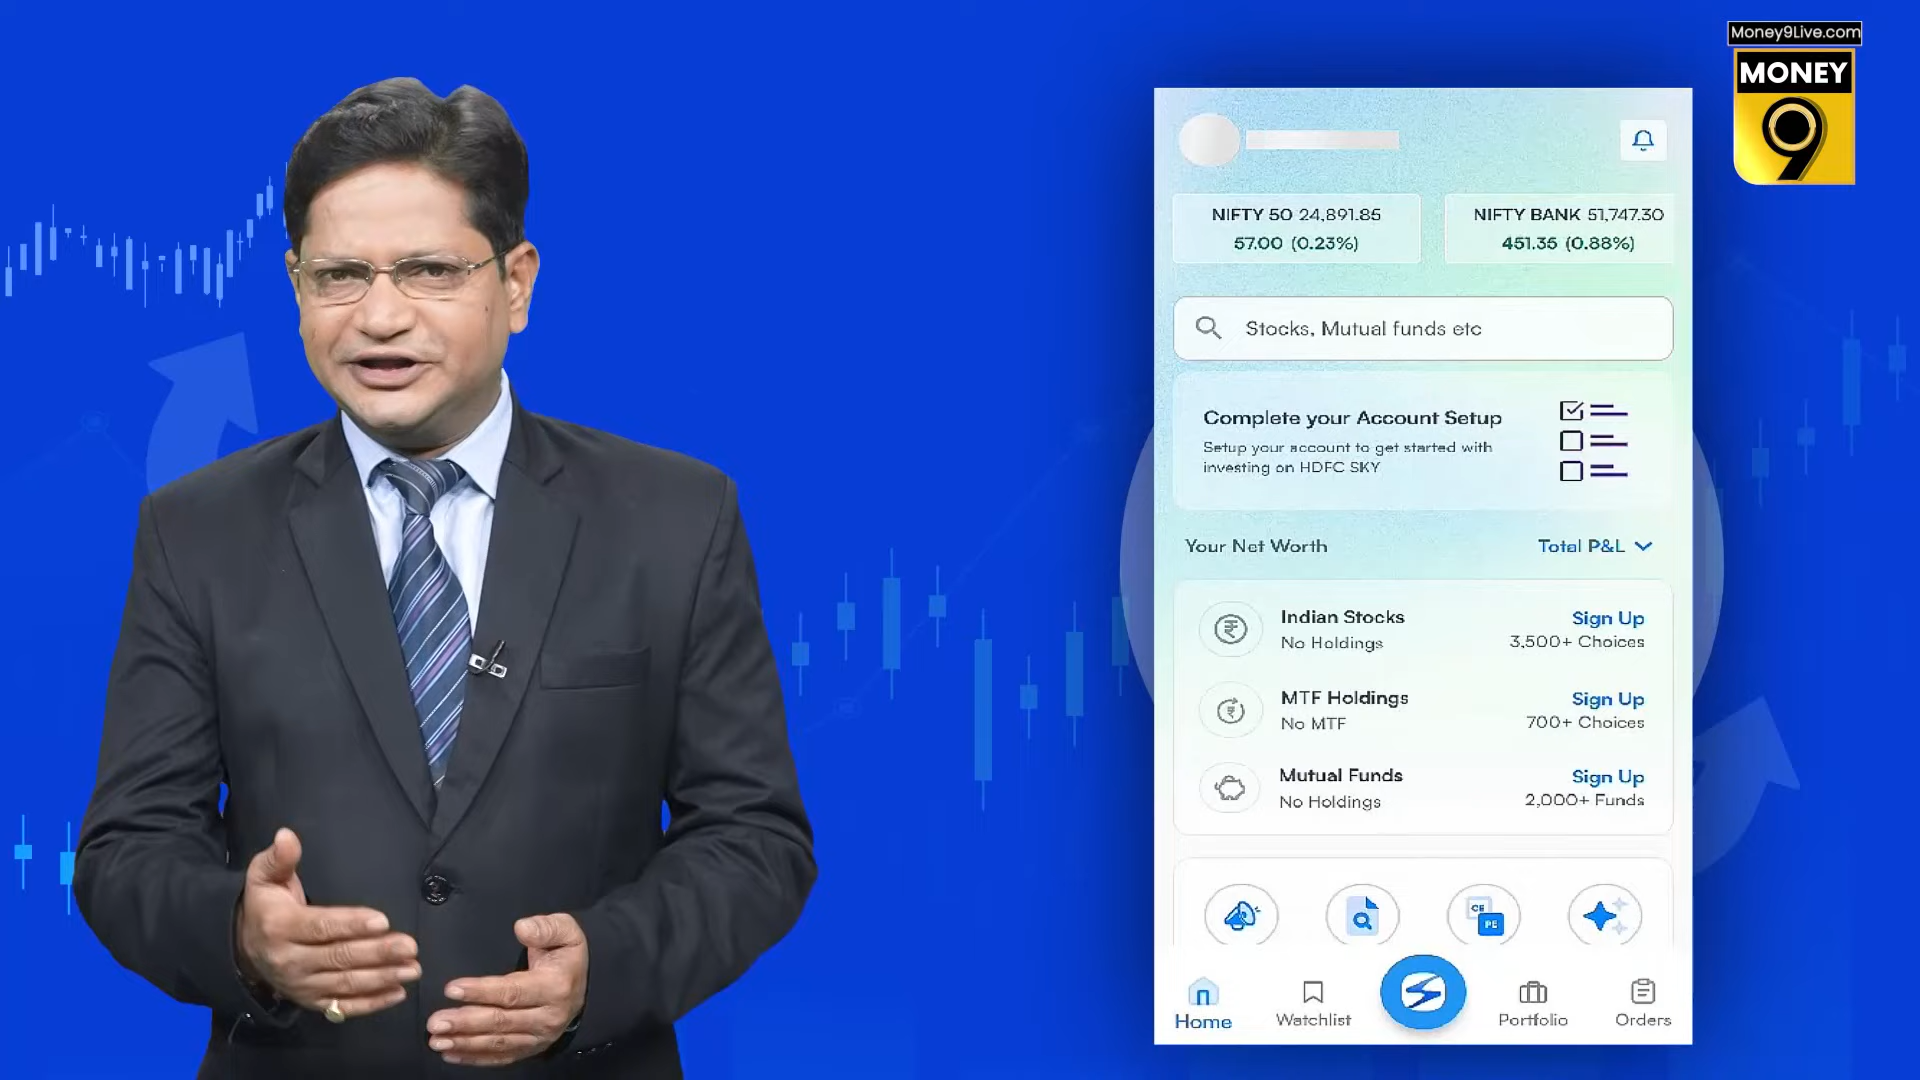 Money9Live.com
MONEY
9
NIFTY 50 24,891.85
57.00 (0.23%)
NIFTY BANK 51,747.30
451.35 (0.88%)
Stocks, Mutual funds etc
Complete your Account Setup
Setup your account to get started with
investing on HDFC SKY
Your Net Worth
Total P&L
Indian Stocks
No Holdings
Sign Up
3,500+ Choices
MTF Holdings
No MTF
Sign Up
700+ Choices
Mutual Funds
No Holdings
Sign Up
2,000+ Funds
CE
PE
Home
Watchlist
Portfolio
Orders